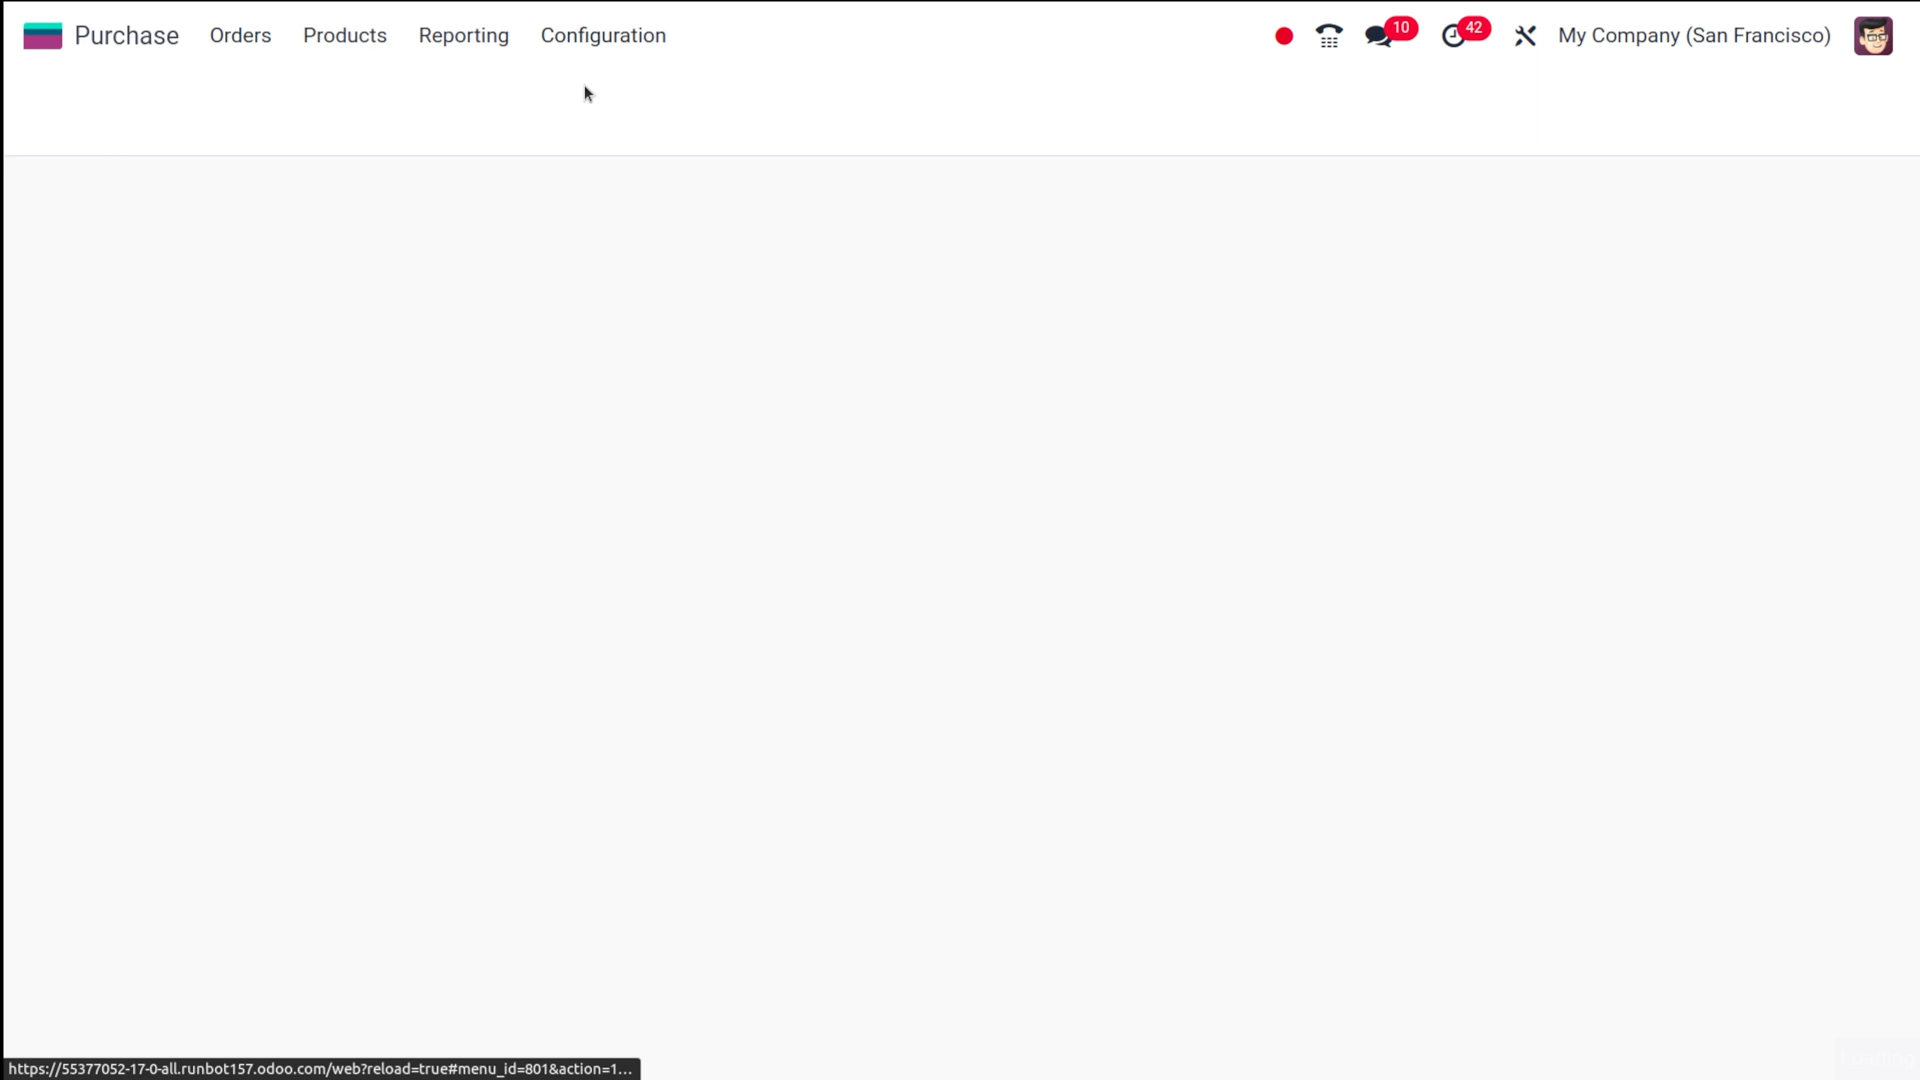 Purchase Orders Products Reporting Configuration 10 42 My Company (San Francisco)
https://55377052-17-0-all.runbot157.odoo.com/web?reload=true#menu_id=801&action=1...